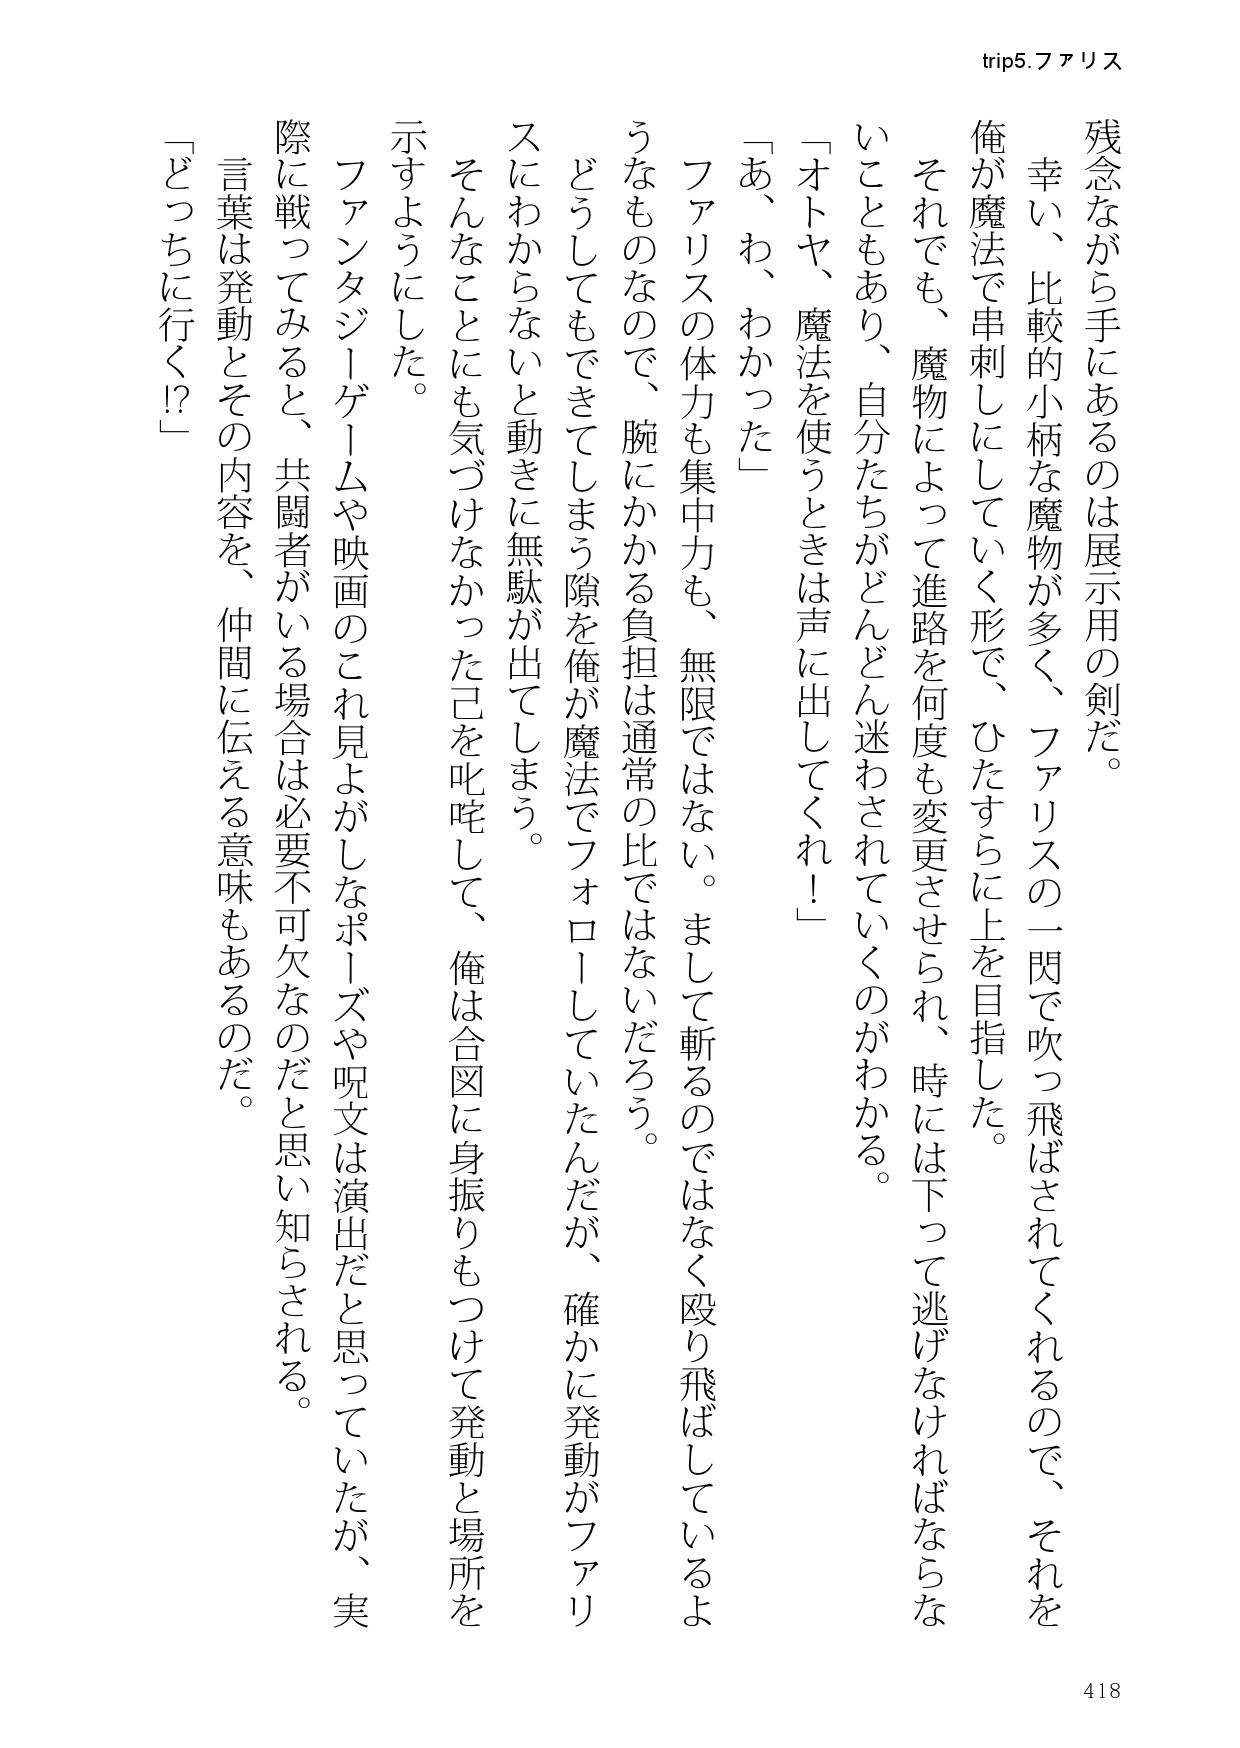 trip5.ファリス
残念ながら手にあるのは展示用の剣だ。
　幸い、比較的小柄な魔物が多く、ファリスの一閃で吹っ飛ばされてくれるので、それを
俺が魔法で串刺しにしていく形で、ひたすらに上を目指した。
　それでも、魔物によって進路を何度も変更させられ、時には下って逃げなければならな
いこともあり、自分たちがどんどん迷わされていくのがわかる。
「オトヤ、魔法を使うときは声に出してくれ！」
「あ、わ、わかった」
　ファリスの体力も集中力も、無限ではない。まして斬るのではなく殴り飛ばしているよ
うなものなので、腕にかかる負担は通常の比ではないだろう。
　どうしてもできてしまう隙を俺が魔法でフォローしていたんだが、確かに発動がファリ
スにわからないと動きに無駄が出てしまう。
　そんなことにも気づけなかった己を叱咤して、俺は合図に身振りもつけて発動と場所を
示すようにした。
　ファンタジーゲームや映画のこれ見よがしなポーズや呪文は演出だと思っていたが、実
際に戦ってみると、共闘者がいる場合は必要不可欠なのだと思い知らされる。
　言葉は発動とその内容を、仲間に伝える意味もあるのだ。
「どっちに行く!?」
418